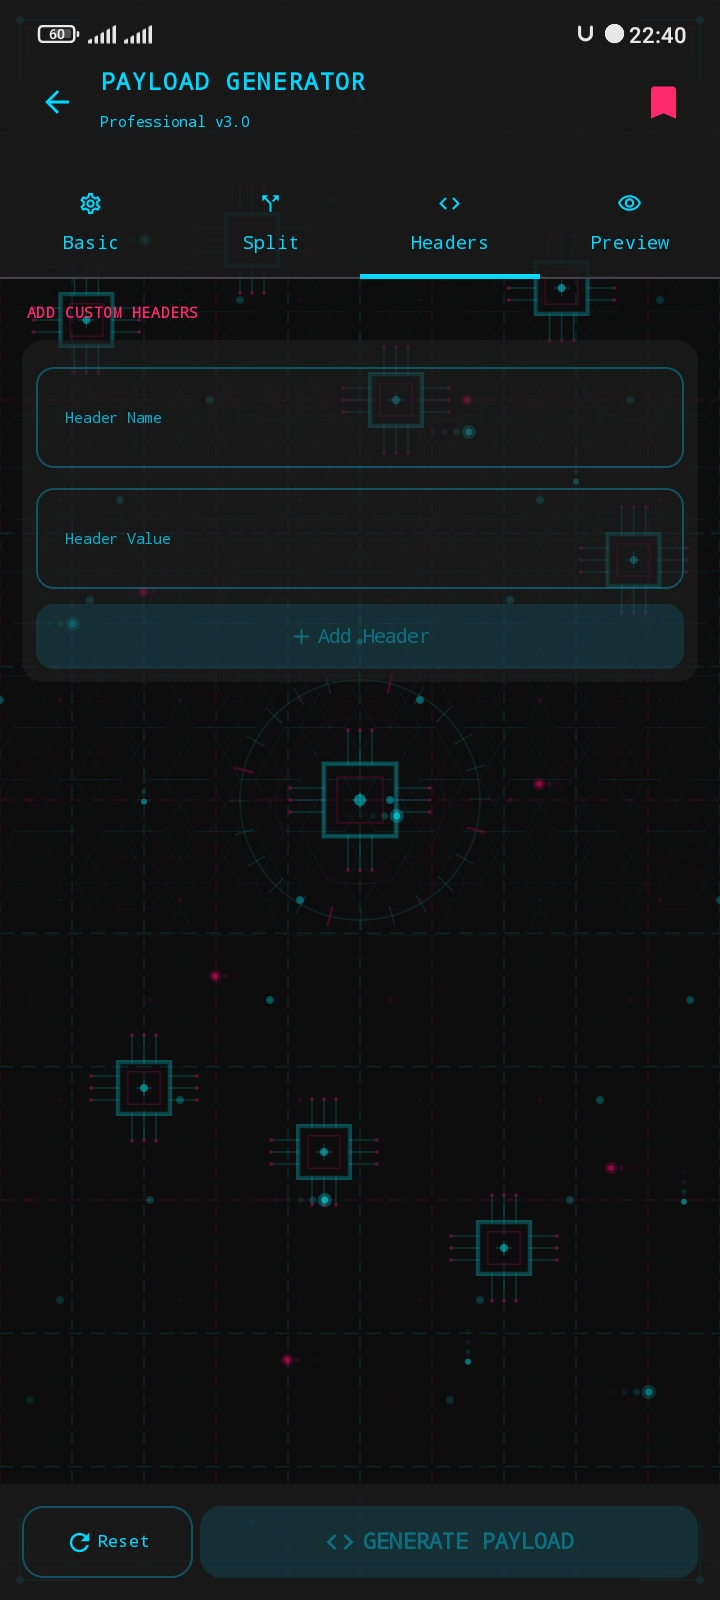 60
22:40
PAYLOAD GENERATOR
Professional v3.0
Basic
Split
Headers
Preview
ADD CUSTOM HEADERS
Header Name
Header Value
+ Add Header
Reset
<> GENERATE PAYLOAD